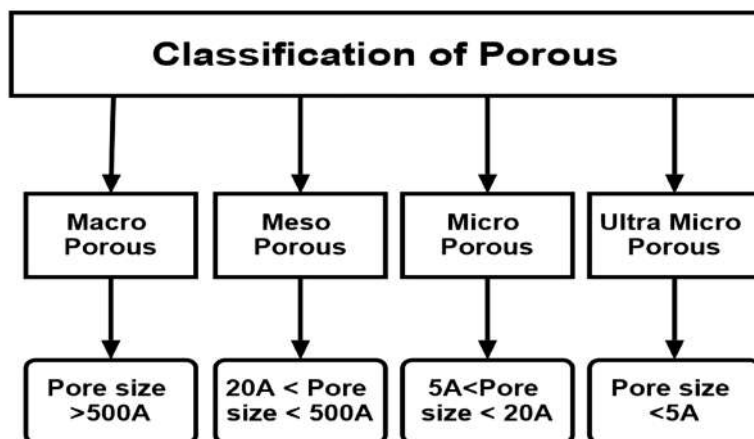 Classification of Porous
Macro
Porous
Meso
Porous
Micro
Porous
Ultra Micro
Porous
Pore size
>500A
20A < Pore
size < 500A
5A<Pore
size < 20A
Pore size
<5A